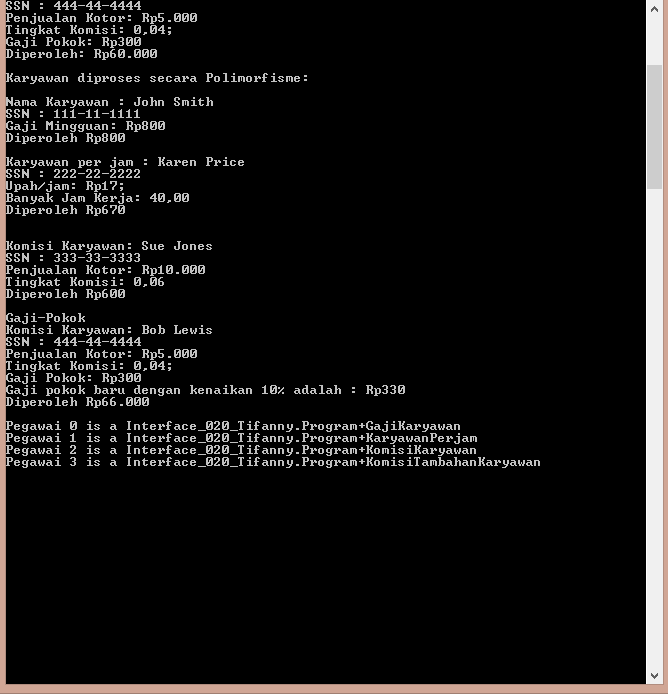 SSN : 444-44-4444
Penjualan Kotor: Rp5.000
Tingkat Komisi: 0,04;
Gaji Pokok: Rp300
Diperoleh: Rp60.000
Karyawan diproses secara Polimorfisme:
Nama Karyawan : John Smith
SSN : 111-11-1111
Gaji Mingguan: Rp800
Diperoleh Rp800
Karyawan per jam : Karen Price
SSN : 222-22-2222
Upah/jam: Rp17;
Banyak Jam Kerja: 40,00
Diperoleh Rp670
Komisi Karyawan: Sue Jones
SSN : 333-33-3333
Penjualan Kotor: Rp10.000
Tingkat Komisi: 0,06
Diperoleh Rp600
Gaji-Pokok
Komisi Karyawan: Bob Lewis
SSN : 444-44-4444
Penjualan Kotor: Rp5.000
Tingkat Komisi: 0,04;
Gaji Pokok: Rp300
Gaji pokok baru dengan kenaikan 10% adalah : Rp330
Diperoleh Rp66.000
Pegawai 0 is a Interface_020_Tifanny.Program+GajiKaryawan
Pegawai 1 is a Interface_020_Tifanny.Program+KaryawanPerjam
Pegawai 2 is a Interface_020_Tifanny.Program+KomisiKaryawan
Pegawai 3 is a Interface_020_Tifanny.Program+KomisiTambahanKaryawan